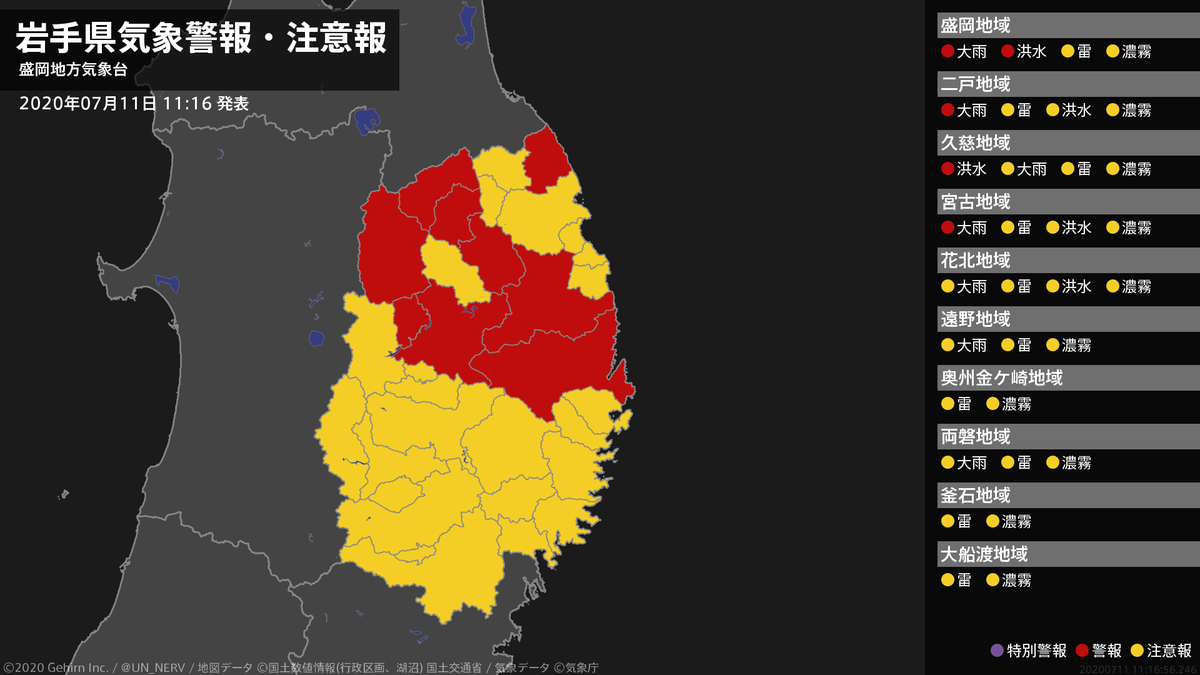 岩手県気象警報・注意報
盛岡地方気象台
2020年07月11日 11:16 発表
盛岡地域
大雨 洪水 雷 濃霧
二戸地域
大雨 雷 洪水 濃霧
久慈地域
洪水 大雨 雷 濃霧
宮古地域
大雨 雷 洪水 濃霧
花北地域
大雨 雷 洪水 濃霧
遠野地域
大雨 雷 濃霧
奥州金ケ崎地域
雷 濃霧
両磐地域
大雨 雷 濃霧
釜石地域
雷 濃霧
大船渡地域
雷 濃霧
特別警報 警報 注意報
©2020 Gehirn Inc. / @UN_NERV / 地図データ ©国土数値情報(行政区画、湖沼) 国土交通省 / 気象データ ©気象庁
20200711 11:16:56.246